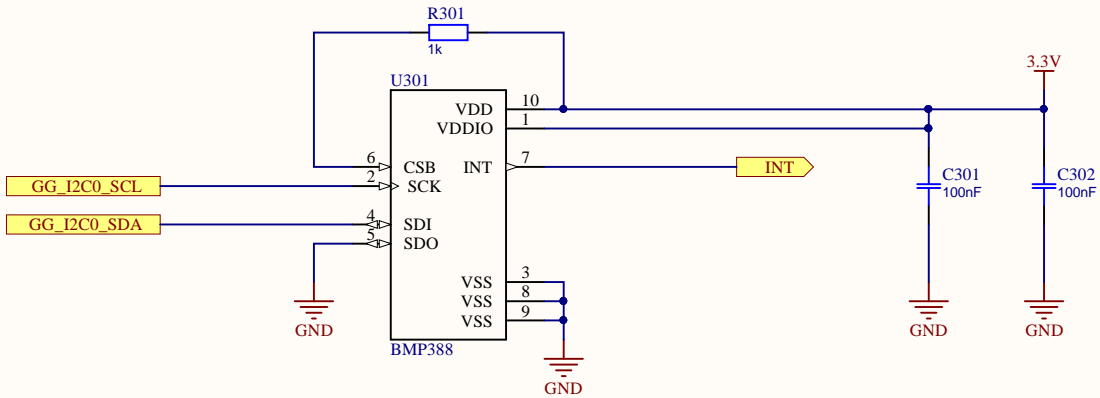 R301
1k
3.3V
U301
VDD 10
VDDIO 1
6 CSB
INT 7
INT
2 SCK
GG_I2C0_SCL
C301
100nF
C302
100nF
4 SDI
GG_I2C0_SDA
5 SDO
VSS 3
VSS 8
VSS 9
GND
GND
GND
BMP388
GND